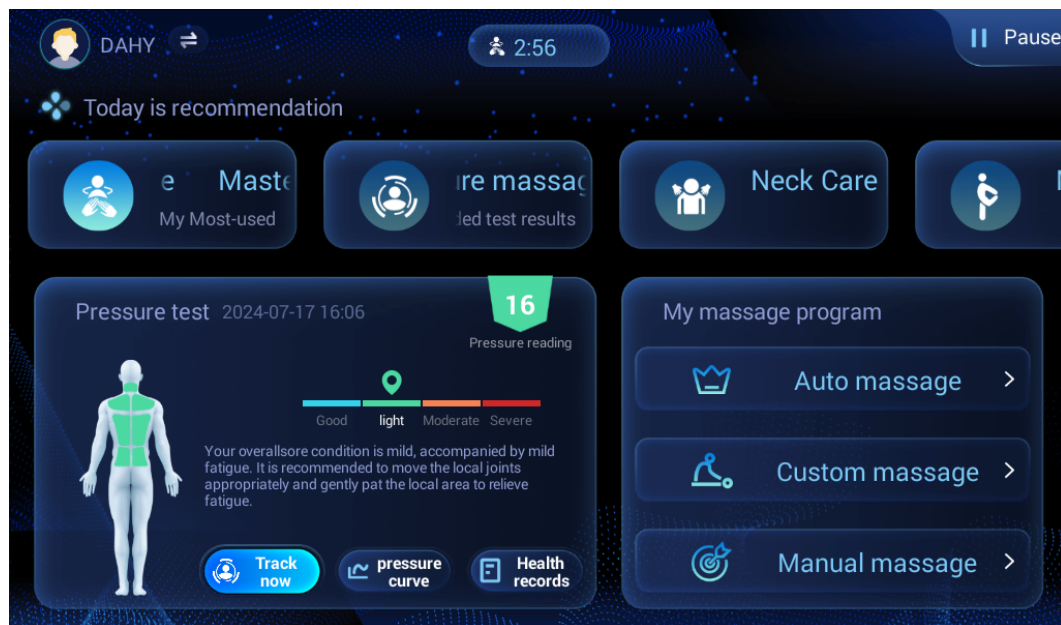 DAHY
2:56
Pause
Today is recommendation
e Maste
My Most-used
re massag
ed test results
Neck Care
Pressure test 2024-07-17 16:06
16
Pressure reading
Good light Moderate Severe
Your overallsore condition is mild, accompanied by mild
fatigue. It is recommended to move the local joints
appropriately and gently pat the local area to relieve
fatigue.
Track
now
pressure
curve
Health
records
My massage program
Auto massage
Custom massage
Manual massage